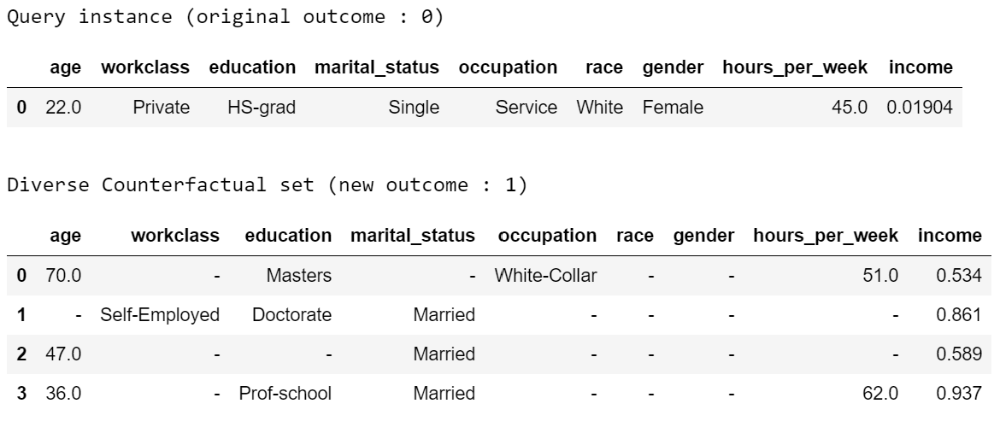 Query instance (original outcome : 0)
age workclass education marital_status occupation race gender hours_per_week income
0 22.0 Private HS-grad Single Service White Female 45.0 0.01904
Diverse Counterfactual set (new outcome : 1)
age workclass education marital_status occupation race gender hours_per_week income
0 70.0 - Masters - White-Collar - - 51.0 0.534
1 - Self-Employed Doctorate Married - - - - 0.861
2 47.0 - - Married - - - - 0.589
3 36.0 - Prof-school Married - - - 62.0 0.937